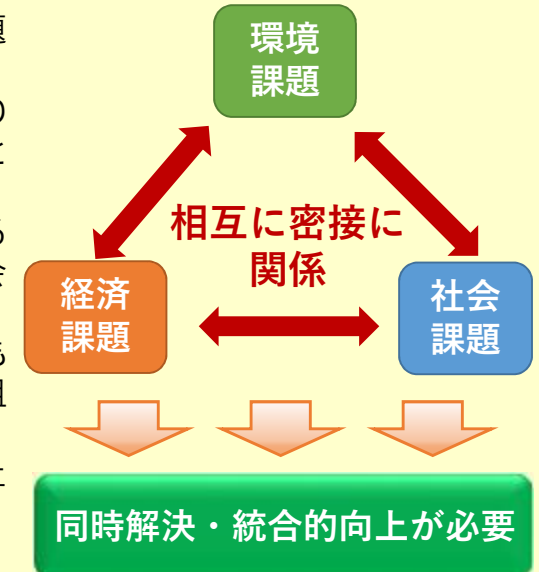 環境
課題
相互に密接に
関係
経済
課題
社会
課題
同時解決・統合的向上が必要